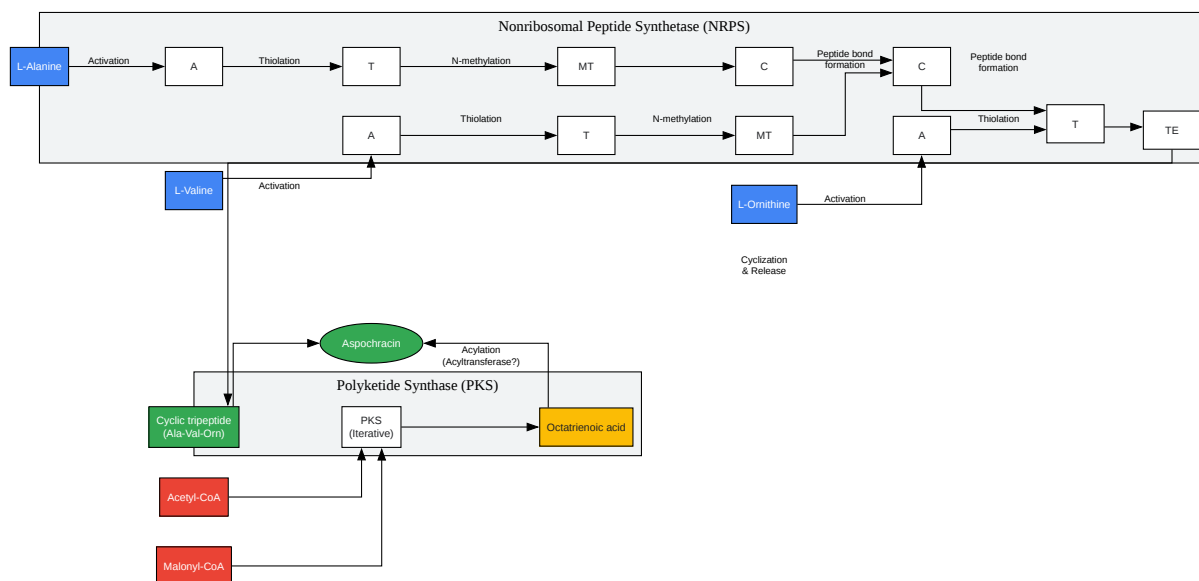 Nonribosomal Peptide Synthetase (NRPS)
L-Alanine
Activation
A
Thiolation
T
N-methylation
MT
C
Peptide bond
formation
C
Peptide bond
formation
A
Thiolation
T
N-methylation
MT
A
Thiolation
T
TE
L-Valine
Activation
L-Ornithine
Activation
Cyclization
& Release
Aspochracin
Acylation
(Acyltransferase?)
Polyketide Synthase (PKS)
Cyclic tripeptide
(Ala-Val-Orn)
PKS
(Iterative)
Octatrienoic acid
Acetyl-CoA
Malonyl-CoA